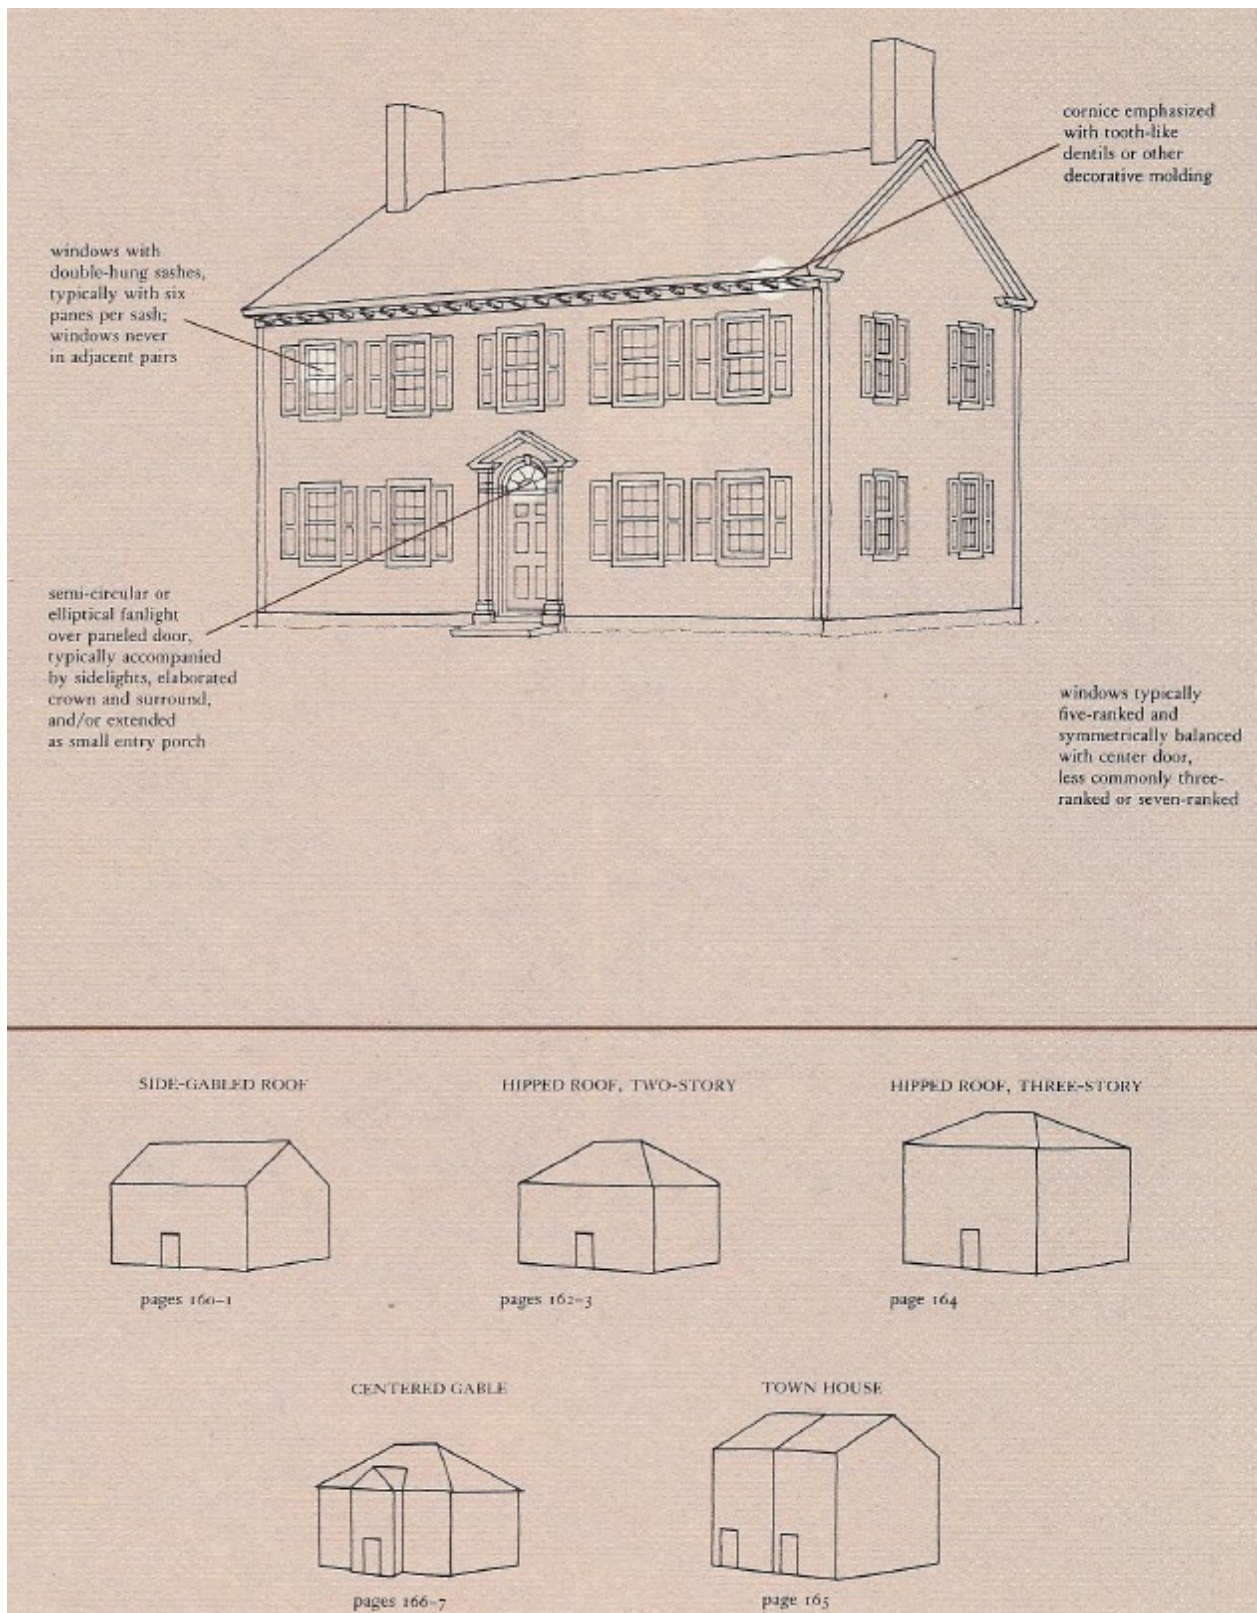 cornice emphasized
with tooth-like
dentils or other
decorative molding
windows with
double-hung sashes,
typically with six
panes per sash;
windows never
in adjacent pairs
semi-circular or
elliptical fanlight
over paneled door,
typically accompanied
by sidelights, elaborated
crown and surround,
and/or extended
as small entry porch
windows typically
five-ranked and
symmetrically balanced
with center door,
less commonly three-
ranked or seven-ranked
SIDE-GABLED ROOF
HIPPED ROOF, TWO-STORY
HIPPED ROOF, THREE-STORY
pages 160–1
pages 162–3
page 164
CENTERED GABLE
TOWN HOUSE
pages 166–7
page 165